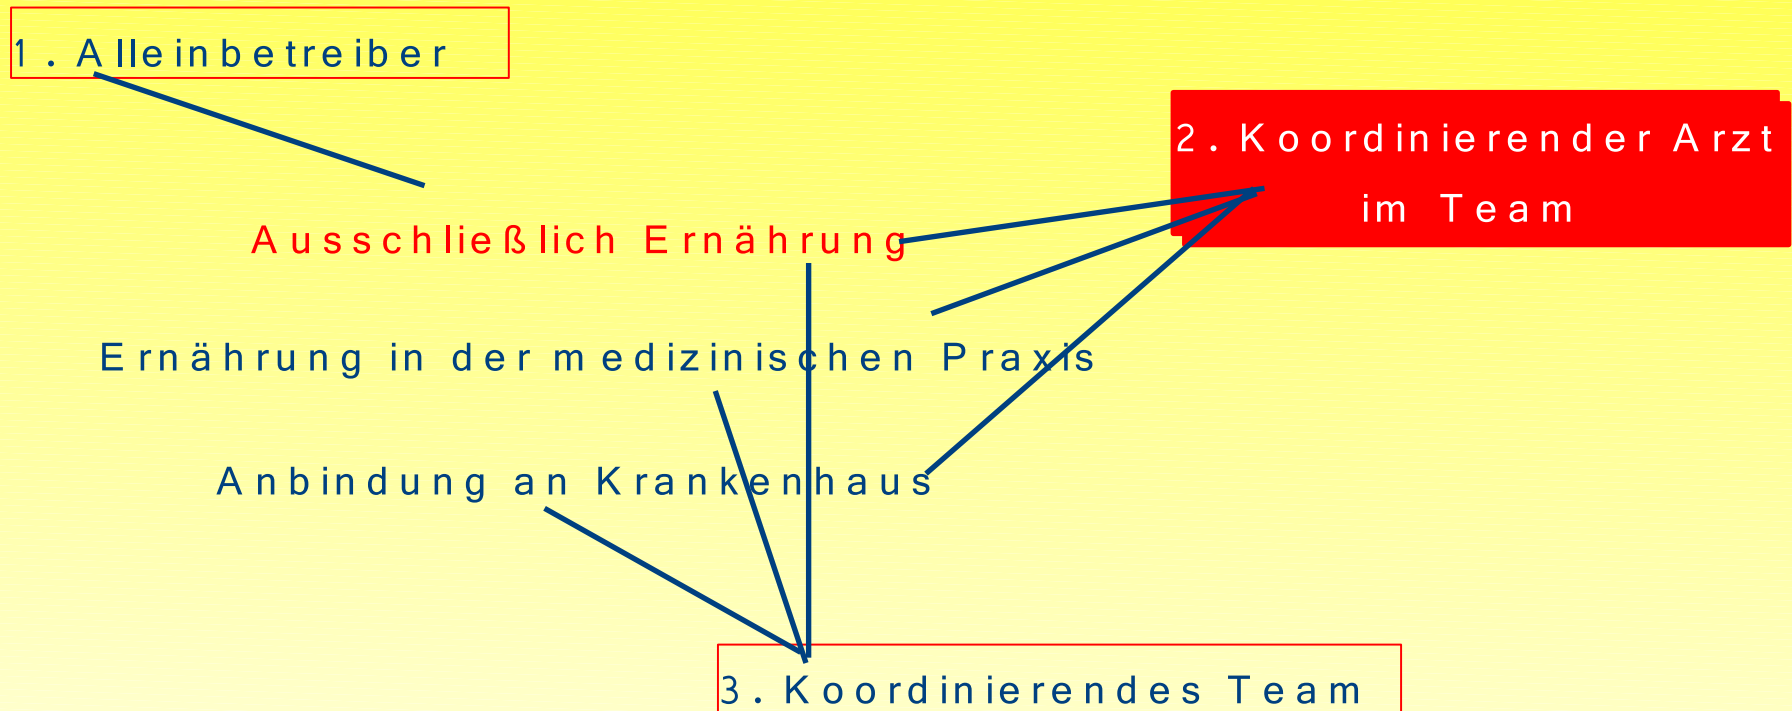 1. Alleinbetreiber
2. Koordinierender Arzt
im Team
Ausschließlich Ernährung
Ernährung in der medizinischen Praxis
Anbindung an Krankenhaus
3. Koordinierendes Team